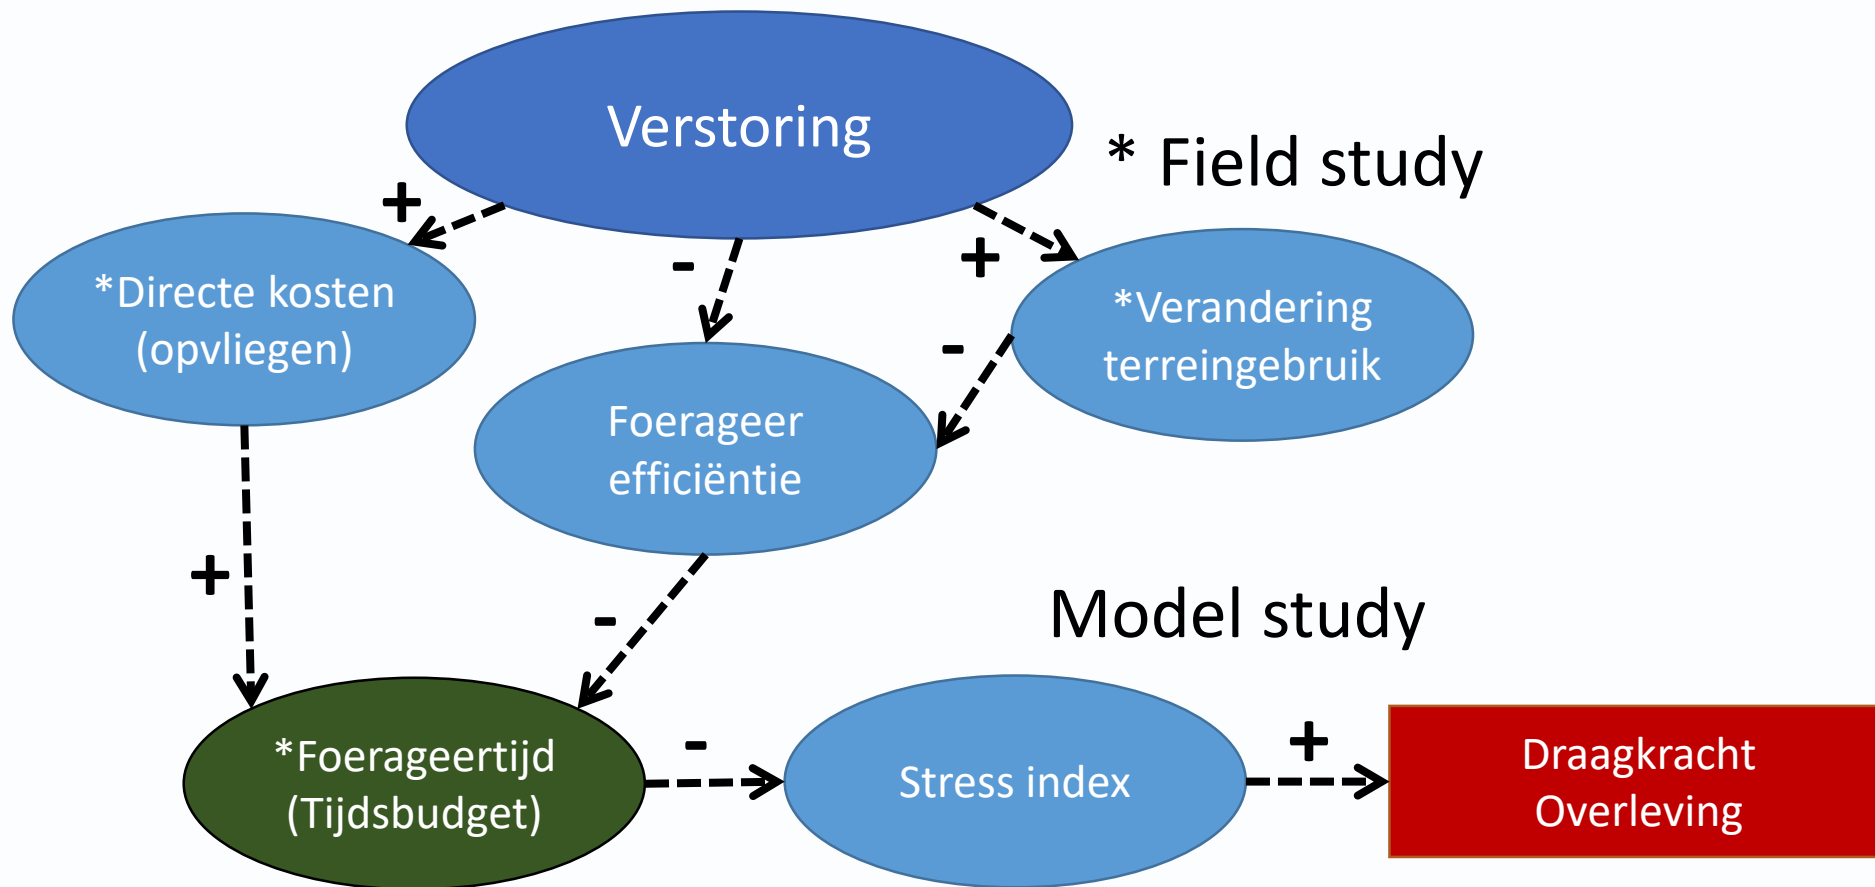 Verstoring
* Field study
+
-
+
*Directe kosten
(opvliegen)
*Verandering
terreingebruik
-
Foerageer
efficiëntie
+
-
Model study
*Foerageertijd
(Tijdsbudget)
-
Stress index
+
Draagkracht
Overleving